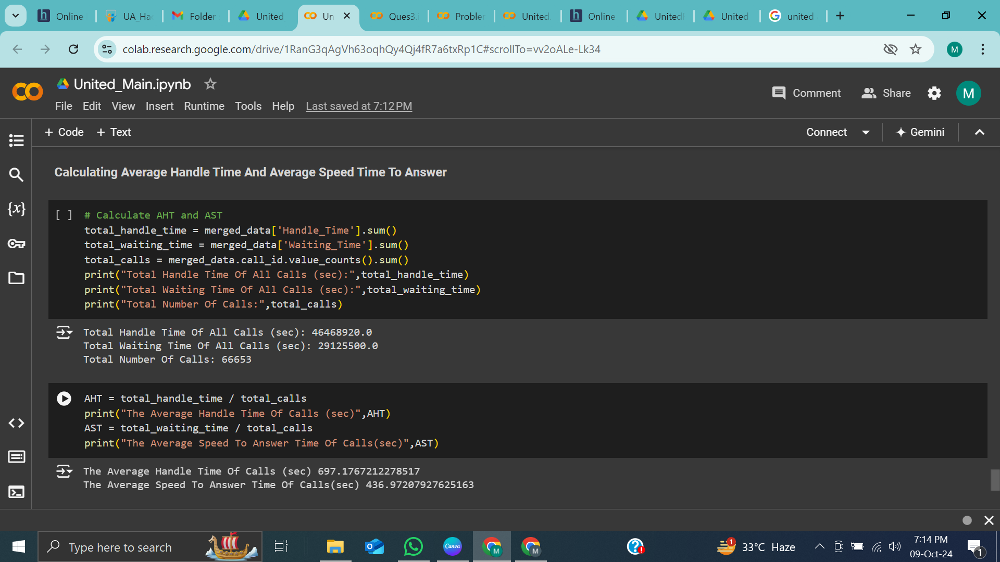 Online
UA_Ha
Folder
United_
Un
Ques3.
Probler
United.
Online
United
United
united
colab.research.google.com/drive/1RanG3qAgVh63oqhQy4Qj4fR7a6txRp1C#scrollTo=vv2oALe-Lk34
M
United_Main.ipynb
Comment
Share
M
File Edit View Insert Runtime Tools Help Last saved at 7:12 PM
+ Code + Text
Connect
Gemini
Calculating Average Handle Time And Average Speed Time To Answer
{x}
[ ] # Calculate AHT and AST
total_handle_time = merged_data['Handle_Time'].sum()
total_waiting_time = merged_data['Waiting_Time'].sum()
total_calls = merged_data.call_id.value_counts().sum()
print("Total Handle Time Of All Calls (sec):",total_handle_time)
print("Total Waiting Time Of All Calls (sec):",total_waiting_time)
print("Total Number Of Calls:",total_calls)
Total Handle Time Of All Calls (sec): 46468920.0
Total Waiting Time Of All Calls (sec): 29125500.0
Total Number Of Calls: 66653
AHT = total_handle_time / total_calls
print("The Average Handle Time Of Calls (sec)",AHT)
AST = total_waiting_time / total_calls
print("The Average Speed To Answer Time Of Calls(sec)",AST)
The Average Handle Time Of Calls (sec) 697.1767212278517
The Average Speed To Answer Time Of Calls(sec) 436.97207927625163
Type here to search
Canva
M
M
1
33°C Haze
7:14 PM
09-Oct-24
1